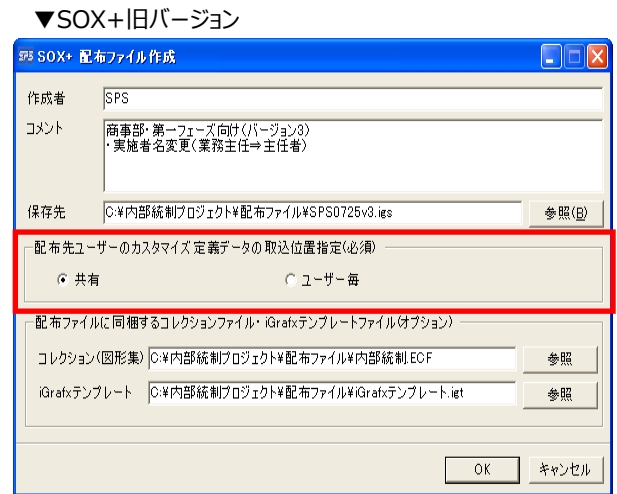 ▼SOX+旧バージョン
SPS SOX+ 配布ファイル作成
作成者 SPS
コメント 商事部・第一フェーズ向け(バージョン3)
・実施者名変更(業務主任⇒主任者)
保存先 C:¥内部統制プロジェクト¥配布ファイル¥SPS0725v3.igs 参照(B)
配布先ユーザーのカスタマイズ定義データの取込位置指定(必須)
共有 ユーザー毎
配布ファイルに同梱するコレクションファイル・iGrafxテンプレートファイル(オプション)
コレクション(図形集) C:¥内部統制プロジェクト¥配布ファイル¥内部統制.ECF 参照
iGrafxテンプレート C:¥内部統制プロジェクト¥配布ファイル¥iGrafxテンプレート.igt 参照
OK キャンセル